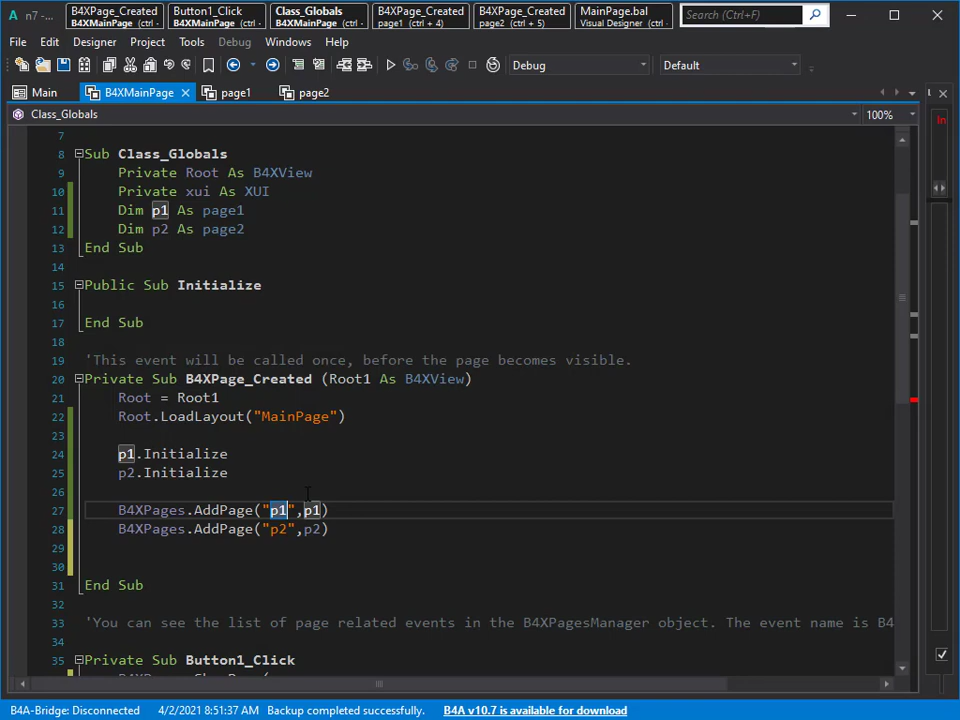 A n7 - ...
B4XPage_Created
B4XMainPage (ctrl ·
Button1_Click
B4XMainPage (ctrl ·
Class_Globals
B4XMainPage (ctrl ·
B4XPage_Created
page1 (ctrl + 4)
B4XPage_Created
page2 (ctrl + 5)
MainPage.bal
Visual Designer (ctrl
Search (Ctrl+F)
File Edit Designer Project Tools Debug Windows Help
Debug
Default
Main B4XMainPage page1 page2
Class_Globals 100%
7
8 Sub Class_Globals
9 Private Root As B4XView
10 Private xui As XUI
11 Dim p1 As page1
12 Dim p2 As page2
13 End Sub
14
15 Public Sub Initialize
16
17 End Sub
18
19 'This event will be called once, before the page becomes visible.
20 Private Sub B4XPage_Created (Root1 As B4XView)
21 Root = Root1
22 Root.LoadLayout("MainPage")
23
24 p1.Initialize
25 p2.Initialize
26
27 B4XPages.AddPage("p1",p1)
28 B4XPages.AddPage("p2",p2)
29
30
31 End Sub
32
33 'You can see the list of page related events in the B4XPagesManager object. The event name is B4
34
35 Private Sub Button1_Click
B4A-Bridge: Disconnected 4/2/2021 8:51:37 AM Backup completed successfully. B4A v10.7 is available for download